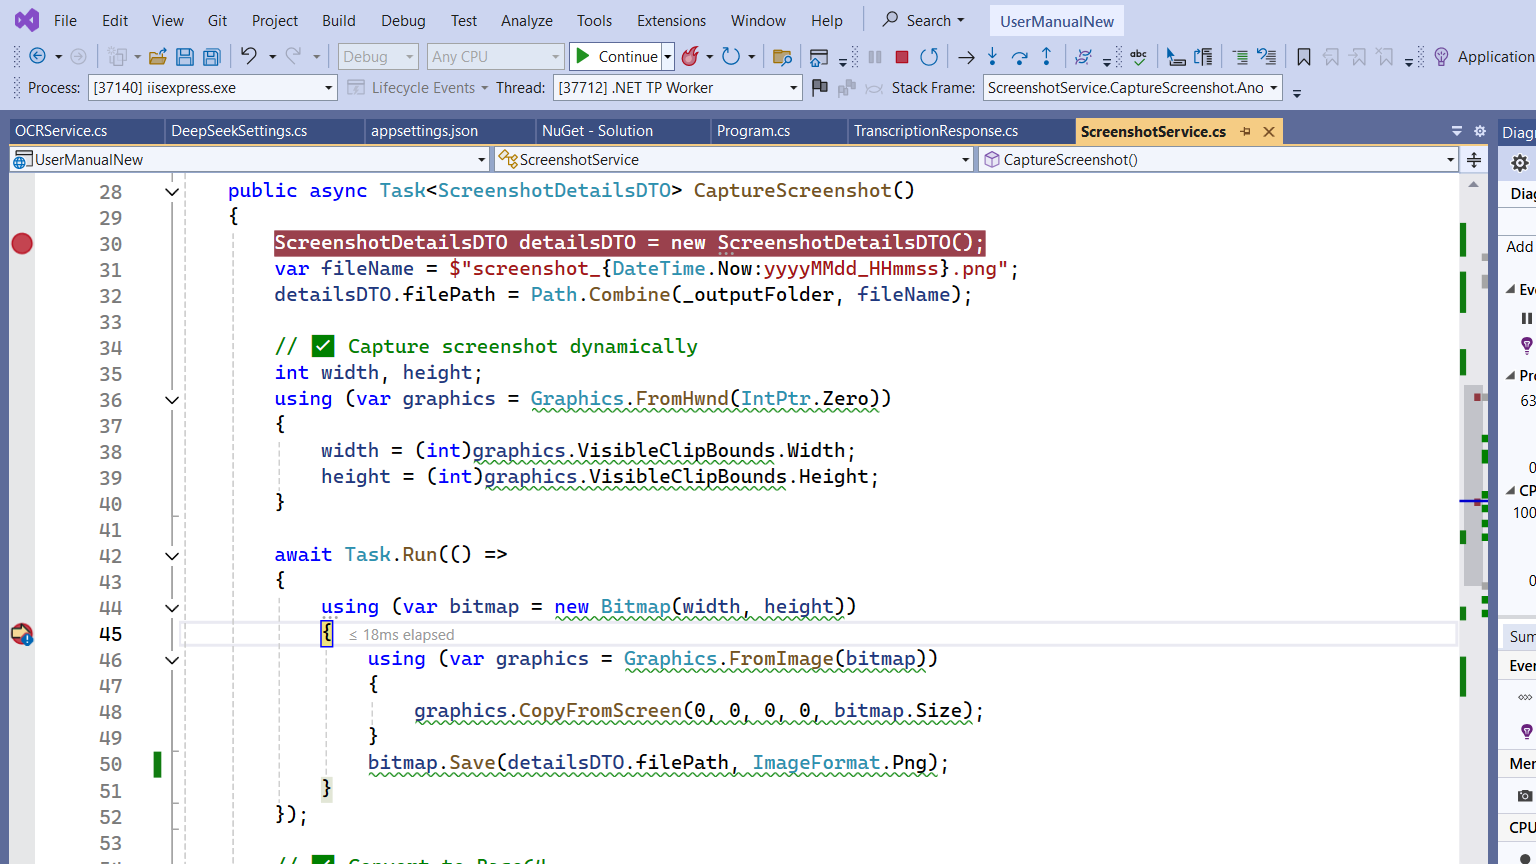 File Edit View Git Project Build Debug Test Analyze Tools Extensions Window Help Search UserManualNew
Debug Any CPU Continue abc Application
Process: [37140] iisexpress.exe Lifecycle Events Thread: [37712] .NET TP Worker Stack Frame: ScreenshotService.CaptureScreenshot.Ano
OCRService.cs DeepSeekSettings.cs appsettings.json NuGet - Solution Program.cs TranscriptionResponse.cs ScreenshotService.cs Diag
UserManualNew ScreenshotService CaptureScreenshot()
28 public async Task<ScreenshotDetailsDTO> CaptureScreenshot()
29 {
30 ScreenshotDetailsDTO detailsDTO = new ScreenshotDetailsDTO();
31 var fileName = $"screenshot_{DateTime.Now:yyyyMMdd_HHmmss}.png";
32 detailsDTO.filePath = Path.Combine(_outputFolder, fileName);
33
34 // ✅ Capture screenshot dynamically
35 int width, height;
36 using (var graphics = Graphics.FromHwnd(IntPtr.Zero))
37 {
38 width = (int)graphics.VisibleClipBounds.Width;
39 height = (int)graphics.VisibleClipBounds.Height;
40 }
41
42 await Task.Run(() =>
43 {
44 using (var bitmap = new Bitmap(width, height))
45 { ≤ 18ms elapsed
46 using (var graphics = Graphics.FromImage(bitmap))
47 {
48 graphics.CopyFromScreen(0, 0, 0, 0, bitmap.Size);
49 }
50 bitmap.Save(detailsDTO.filePath, ImageFormat.Png);
51 }
52 });
53
Diag
Add
Eve
Pro
63
0
CP
100
0
Sum
Even
Mem
CPU